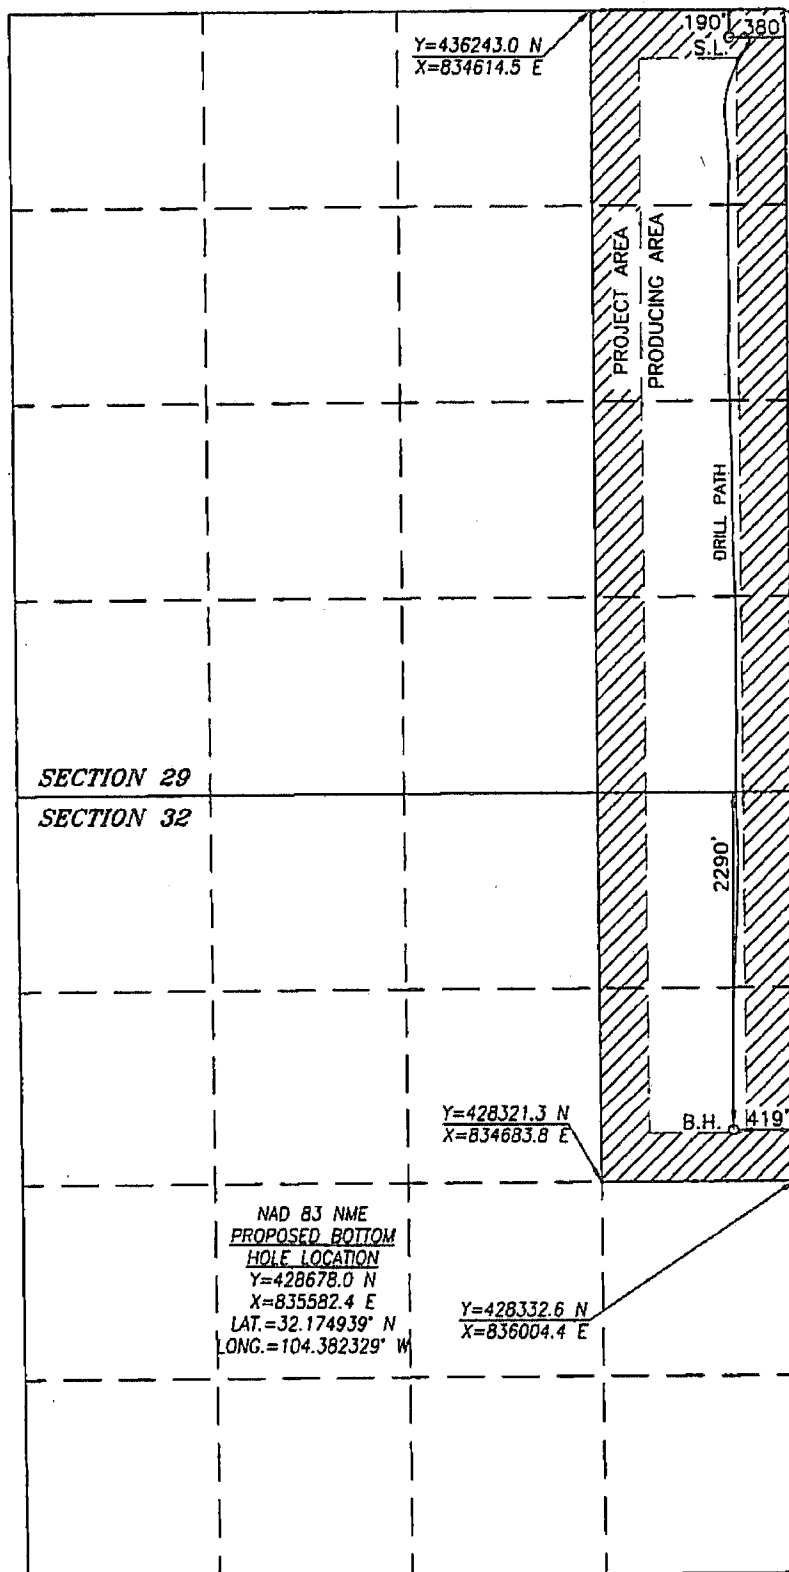 190'
380'
S.L.
Y=436243.0 N
X=834614.5 E
PROJECT AREA
PRODUCING AREA
DRILL PATH
SECTION 29
SECTION 32
2290'
Y=428321.3 N
X=834683.8 E
B.H.
419'
NAD 83 NME
PROPOSED BOTTOM
HOLE LOCATION
Y=428678.0 N
X=835582.4 E
LAT.=32.174939° N
LONG.=104.382329° W
Y=428332.6 N
X=836004.4 E